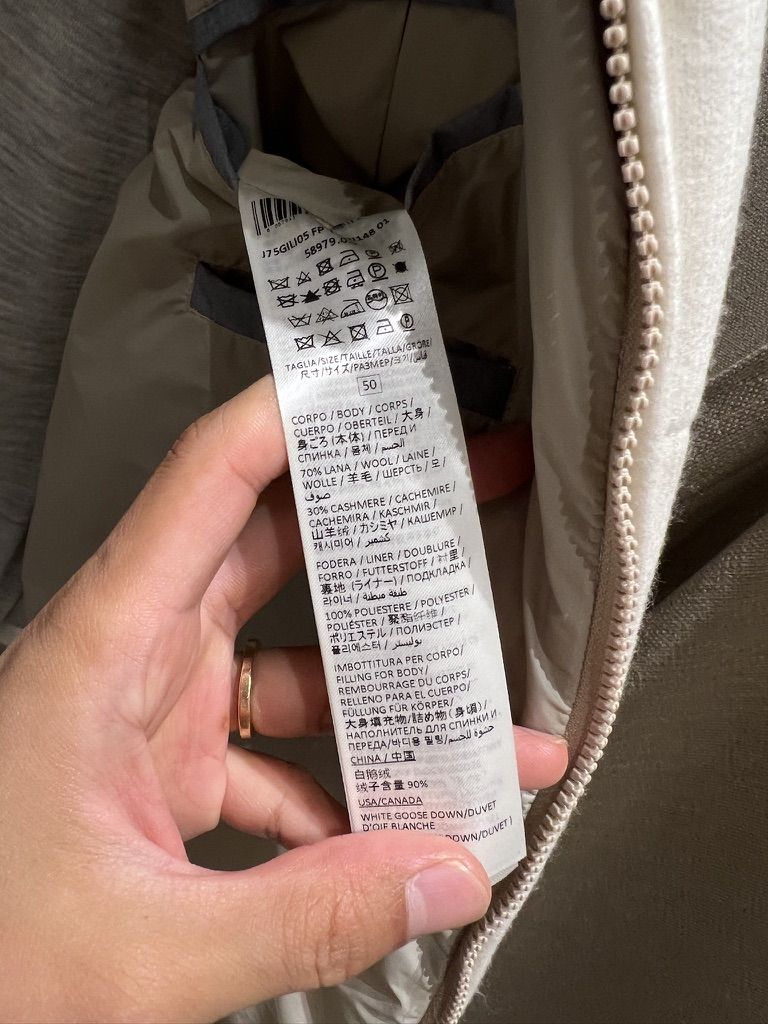 58979.09148 01
TAGLIA/SIZE/TAILLE/TALLA/GRÖßE/
尺寸/サイズ/РАЗМЕР/크기/قياس
50
CORPO / BODY / CORPS /
CUERPO / OBERTEIL / 大身 /
身ごろ (本体) / ПЕРЕД И
СПИНКА / 몸체 / الجسم
70% LANA / WOOL / LAINE /
WOLLE / 羊毛 / ШЕРСТЬ / 모 /
صوف
30% CASHMERE / CACHEMIRE /
CACHEMIRA / KASCHMIR /
山羊绒 / カシミヤ / КАШЕМИР /
캐시미어 / كشمير
FODERA / LINER / DOUBLURE /
FORRO / FUTTERSTOFF / 衬里 /
裏地 (ライナー) / ПОДКЛАДКА /
라이너 / طبقة مبطنة
100% POLIESTERE / POLYESTER /
POLIÉSTER / 聚酯纤维 /
ポリエステル / ПОЛИЭСТЕР /
폴리에스터 / بوليستر
IMBOTTITURA PER CORPO/
FILLING FOR BODY/
REMBOURRAGE DU CORPS/
RELLENO PARA EL CUERPO/
FÜLLUNG FÜR KÖRPER/
大身填充物/詰め物 (身頃)/
НАПОЛНИТЕЛЬ ДЛЯ СПИНКИ И
ПЕРЕДА/바디용 필링/حشوة للجسم
CHINA / 中国
白鹅绒
绒子含量 90%
USA/CANADA
WHITE GOOSE DOWN/DUVET
D'OIE BLANCHE
DOWN/DUVET )